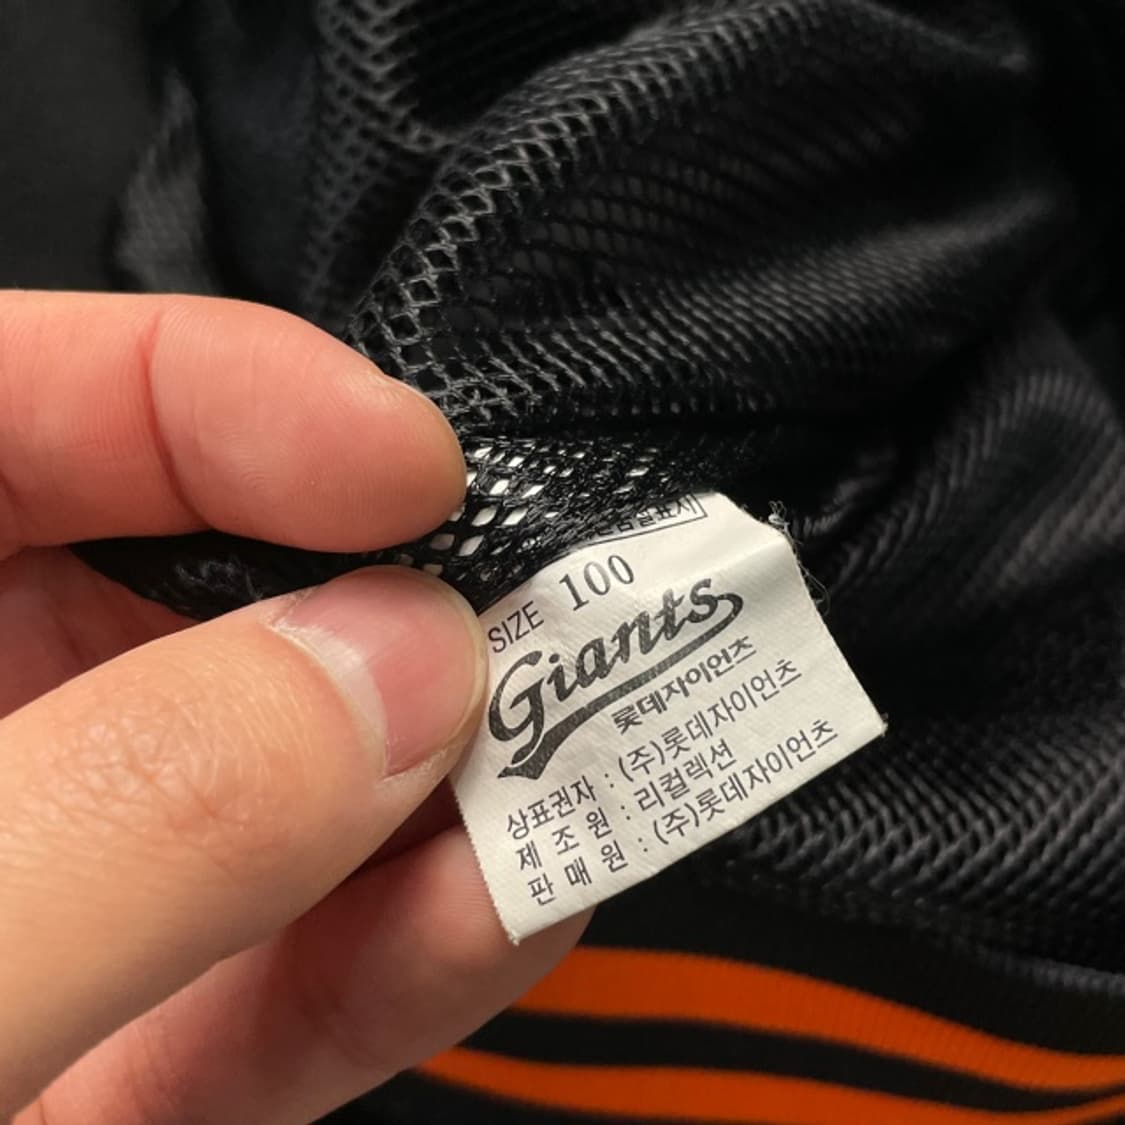 SIZE 100
Giants
롯데자이언츠
상표권자 : (주)롯데자이언츠
제 조 원 : 리컬렉션
판 매 원 : (주)롯데자이언츠